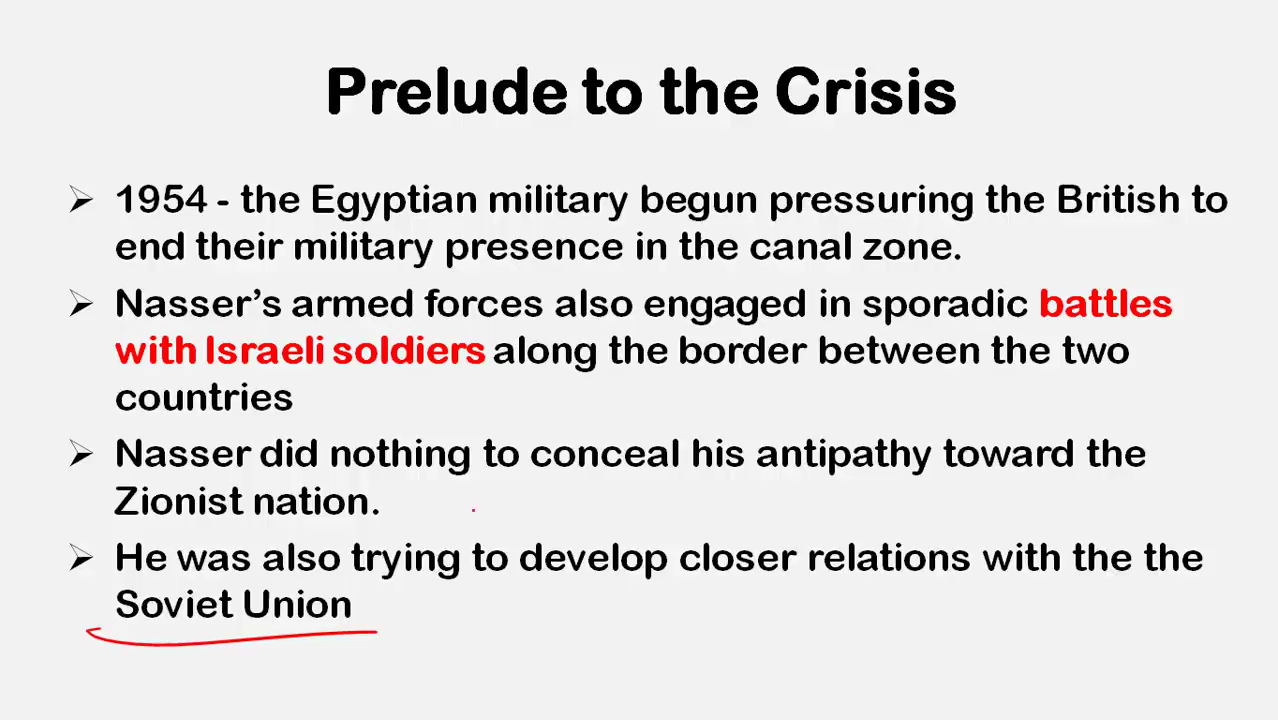 Prelude to the Crisis
➢ 1954 - the Egyptian military begun pressuring the British to
end their military presence in the canal zone.
➢ Nasser’s armed forces also engaged in sporadic battles
with Israeli soldiers along the border between the two
countries
➢ Nasser did nothing to conceal his antipathy toward the
Zionist nation.
➢ He was also trying to develop closer relations with the the
Soviet Union